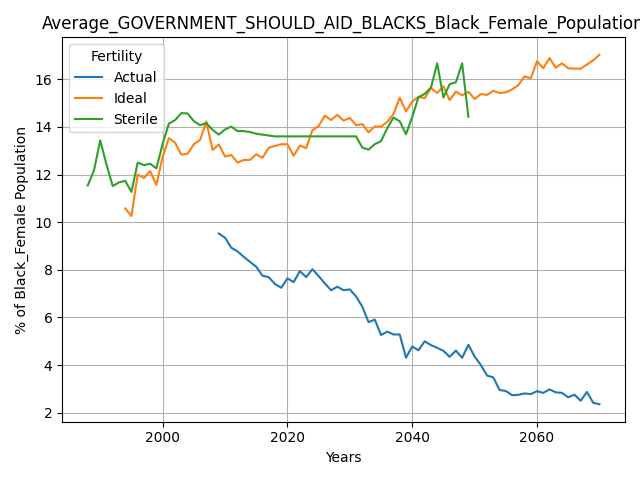 Average_GOVERNMENT_SHOULD_AID_BLACKS_Black_Female_Population
Fertility
Actual
Ideal
Sterile
% of Black_Female Population
16
14
12
10
8
6
4
2
2000 2020 2040 2060
Years